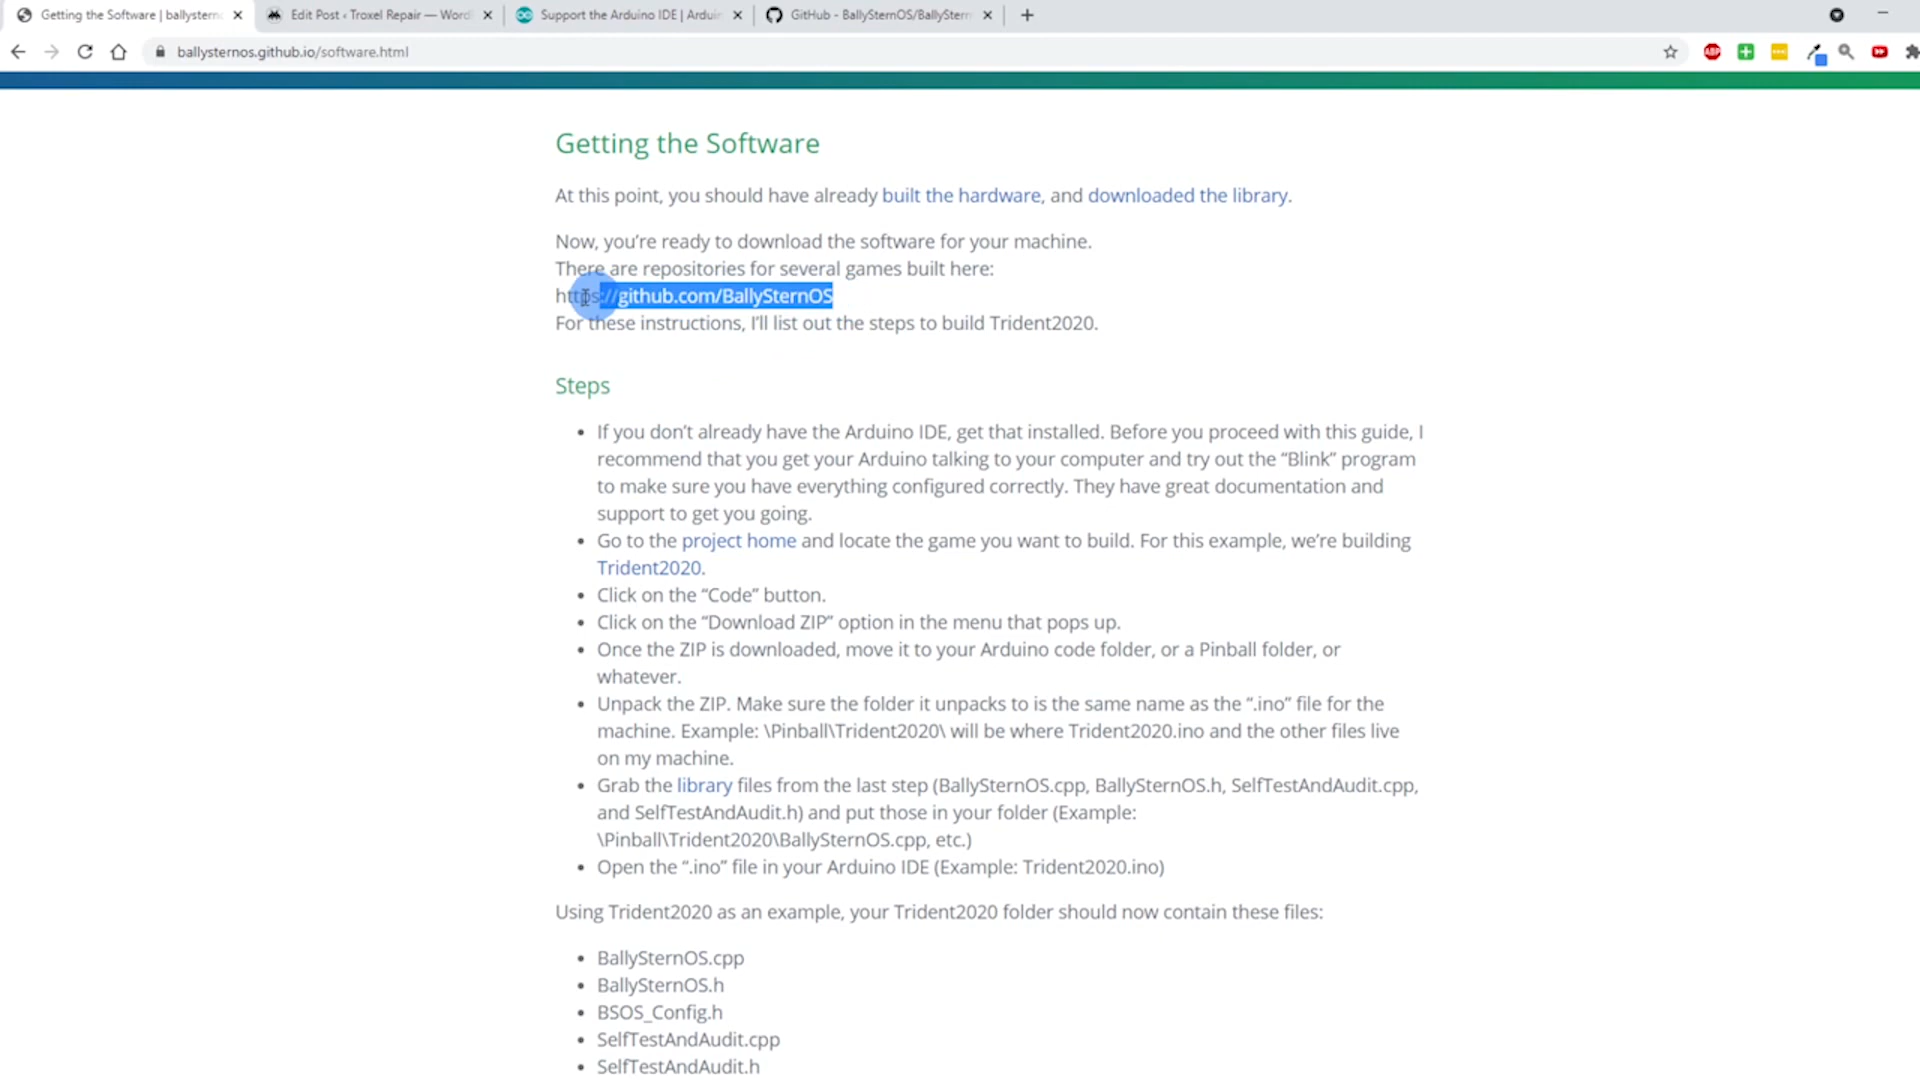 Getting the Software | ballystern
Edit Post ‹ Troxel Repair — Word
Support the Arduino IDE | Arduin
GitHub - BallySternOS/BallyStern
ballysternos.github.io/software.html
ABP
Getting the Software
At this point, you should have already built the hardware, and downloaded the library.
Now, you’re ready to download the software for your machine.
There are repositories for several games built here:
https://github.com/BallySternOS
For these instructions, I’ll list out the steps to build Trident2020.
Steps
• If you don’t already have the Arduino IDE, get that installed. Before you proceed with this guide, I
recommend that you get your Arduino talking to your computer and try out the “Blink” program
to make sure you have everything configured correctly. They have great documentation and
support to get you going.
• Go to the project home and locate the game you want to build. For this example, we’re building
Trident2020.
• Click on the “Code” button.
• Click on the “Download ZIP” option in the menu that pops up.
• Once the ZIP is downloaded, move it to your Arduino code folder, or a Pinball folder, or
whatever.
• Unpack the ZIP. Make sure the folder it unpacks to is the same name as the “.ino” file for the
machine. Example: \Pinball\Trident2020\ will be where Trident2020.ino and the other files live
on my machine.
• Grab the library files from the last step (BallySternOS.cpp, BallySternOS.h, SelfTestAndAudit.cpp,
and SelfTestAndAudit.h) and put those in your folder (Example:
\Pinball\Trident2020\BallySternOS.cpp, etc.)
• Open the “.ino” file in your Arduino IDE (Example: Trident2020.ino)
Using Trident2020 as an example, your Trident2020 folder should now contain these files:
• BallySternOS.cpp
• BallySternOS.h
• BSOS_Config.h
• SelfTestAndAudit.cpp
• SelfTestAndAudit.h